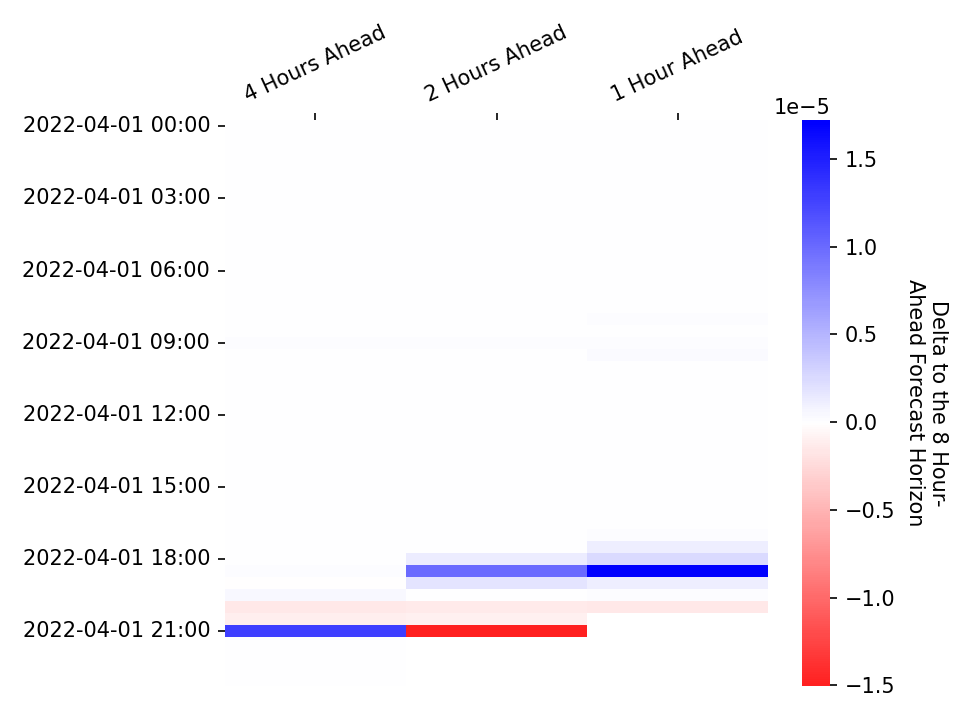 4 Hours Ahead
2 Hours Ahead
1 Hour Ahead
1e−5
2022-04-01 00:00
2022-04-01 03:00
2022-04-01 06:00
2022-04-01 09:00
2022-04-01 12:00
2022-04-01 15:00
2022-04-01 18:00
2022-04-01 21:00
1.5
1.0
0.5
0.0
−0.5
−1.0
−1.5
Delta to the 8 Hour-
Ahead Forecast Horizon